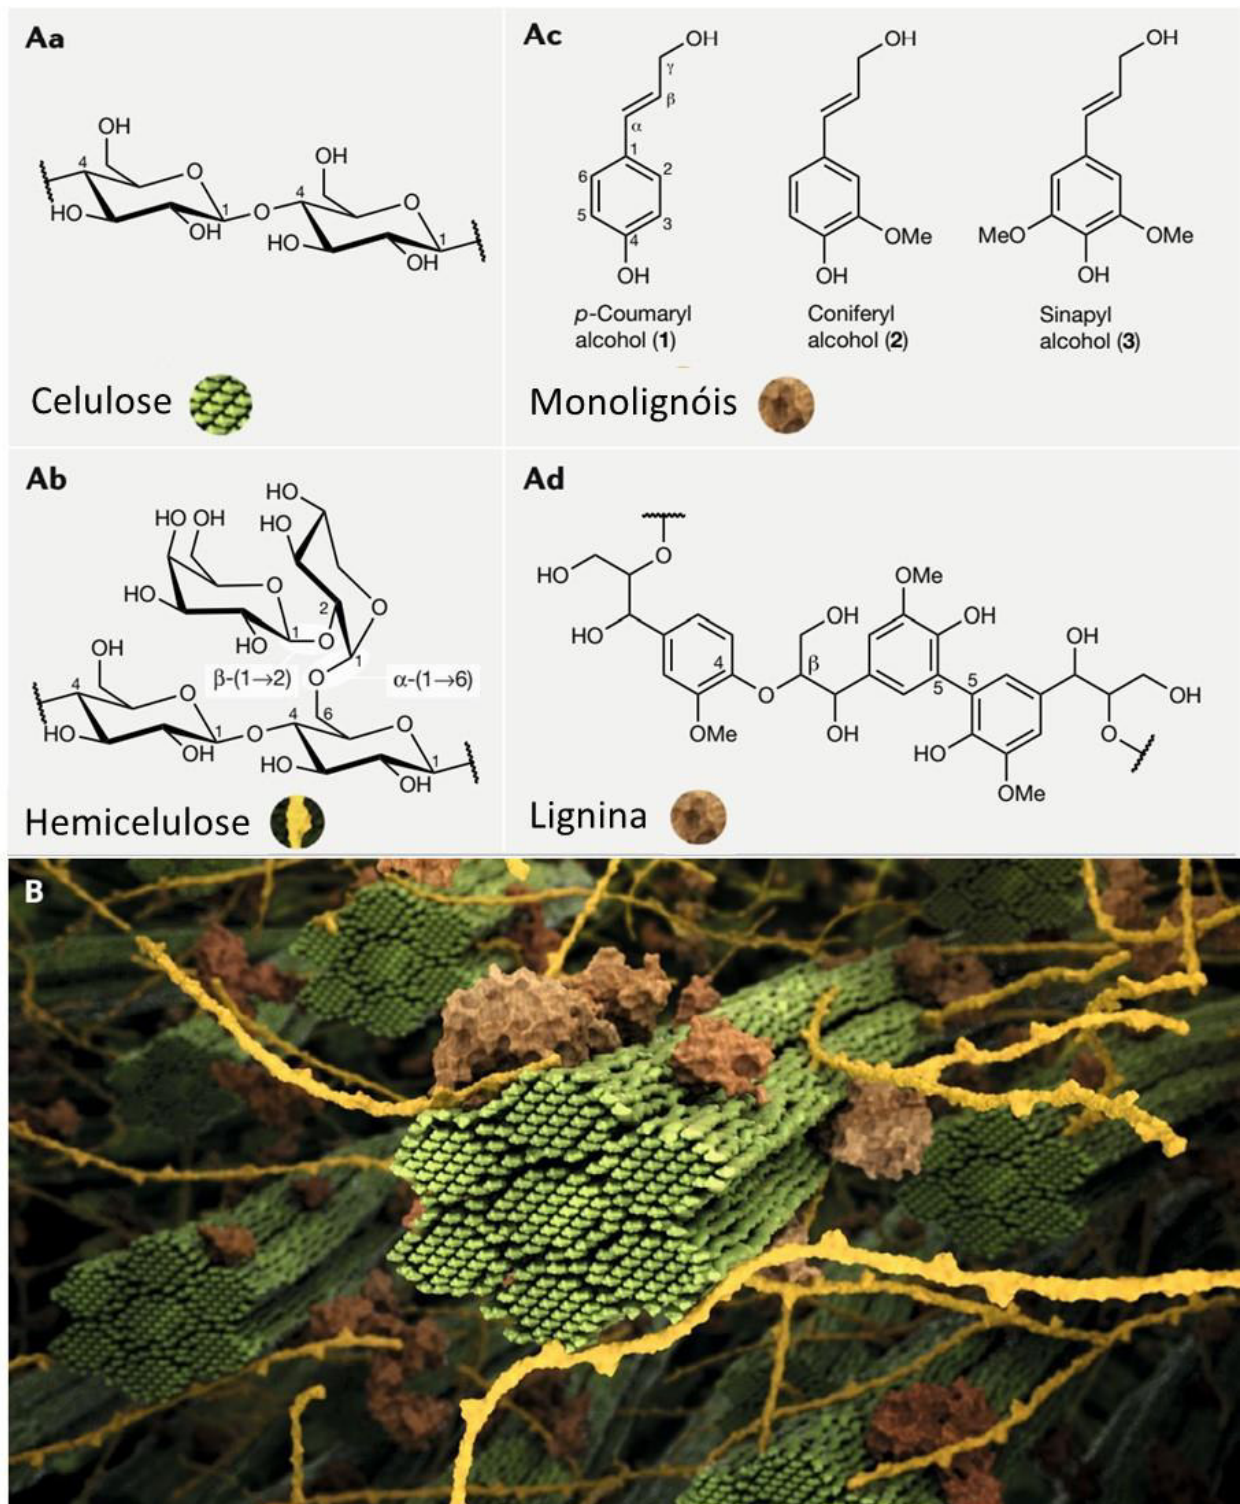 Aa
OH
4
O
HO
OH
1
O
4
OH
O
HO
OH
1
Celulose
Ac
OH
γ
β
α
1
6
2
5
3
4
OH
p-Coumaryl
alcohol (1)
OH
OMe
OH
Coniferyl
alcohol (2)
OH
MeO
OMe
OH
Sinapyl
alcohol (3)
Monolignóis
Ab
HO
HO OH
HO
O
HO
2
O
HO
1
O
1
β-(1→2)
O
α-(1→6)
OH
4
O
6
HO
OH
1
O
4
O
HO
OH
1
Hemicelulose
Ad
HO
O
HO
4
O
OMe
OH
β
OH
OMe
OH
5
5
HO
OMe
OH
OH
O
Lignina
B